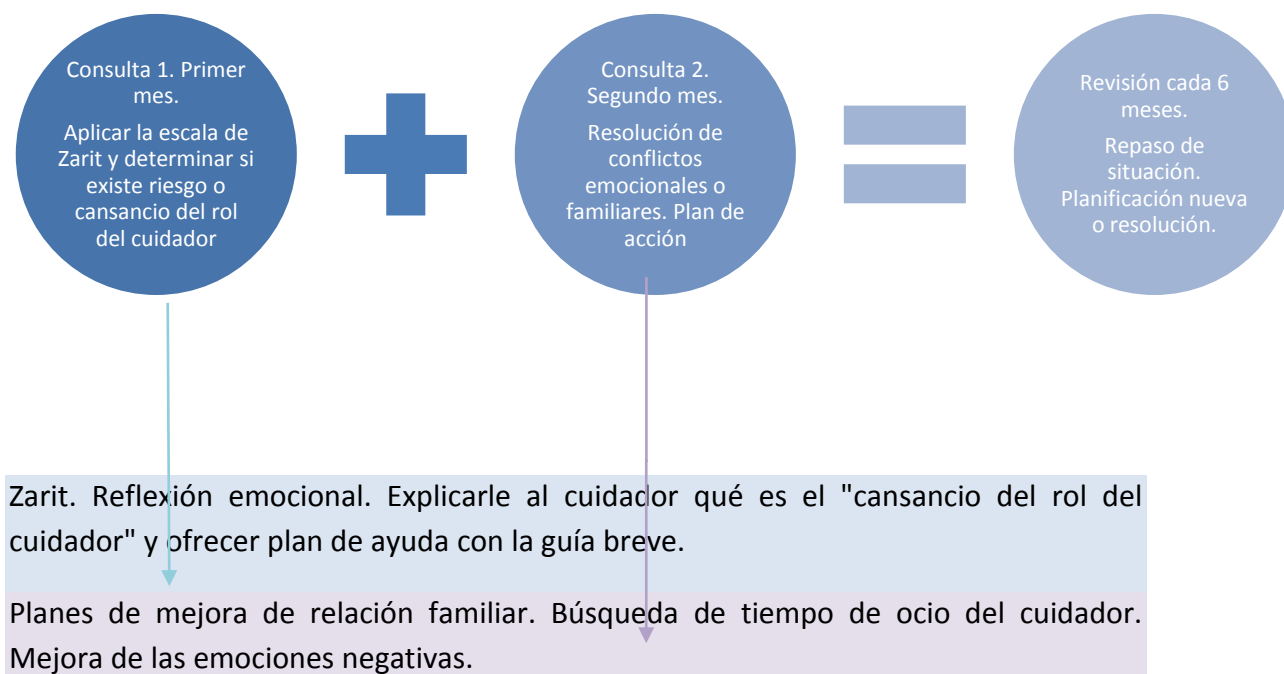 Consulta 1. Primer
mes.
Aplicar la escala de
Zarit y determinar si
existe riesgo o
cansancio del rol
del cuidador
Consulta 2.
Segundo mes.
Resolución de
conflictos
emocionales o
familiares. Plan de
acción
Revisión cada 6
meses.
Repaso de
situación.
Planificación nueva
o resolución.
Zarit. Reflexión emocional. Explicarle al cuidador qué es el "cansancio del rol del
cuidador" y ofrecer plan de ayuda con la guía breve.
Planes de mejora de relación familiar. Búsqueda de tiempo de ocio del cuidador.
Mejora de las emociones negativas.